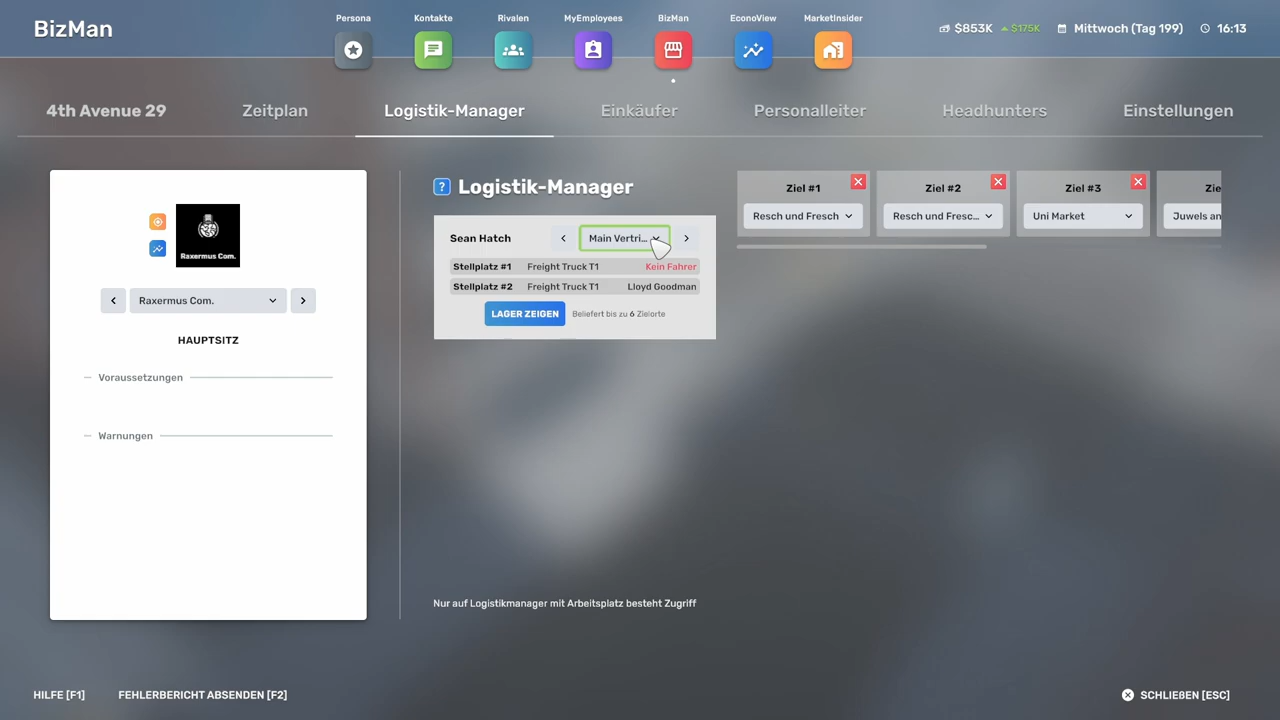 BizMan
Persona
Kontakte
Rivalen
MyEmployees
BizMan
EconoView
MarketInsider
$853K
$175K
Mittwoch (Tag 199)
16:13
4th Avenue 29
Zeitplan
Logistik-Manager
Einkäufer
Personalleiter
Headhunters
Einstellungen
Raxermus Com.
Raxermus Com.
HAUPTSITZ
Voraussetzungen
Warnungen
? Logistik-Manager
Sean Hatch
Main Vertri...
Stellplatz #1 Freight Truck T1 Kein Fahrer
Stellplatz #2 Freight Truck T1 Lloyd Goodman
LAGER ZEIGEN
Beliefert bis zu 6 Zielorte
Ziel #1
Resch und Fresch
Ziel #2
Resch und Fresc...
Ziel #3
Uni Market
Zie
Juwels an
Nur auf Logistikmanager mit Arbeitsplatz besteht Zugriff
HILFE [F1]
FEHLERBERICHT ABSENDEN [F2]
SCHLIEẞEN [ESC]